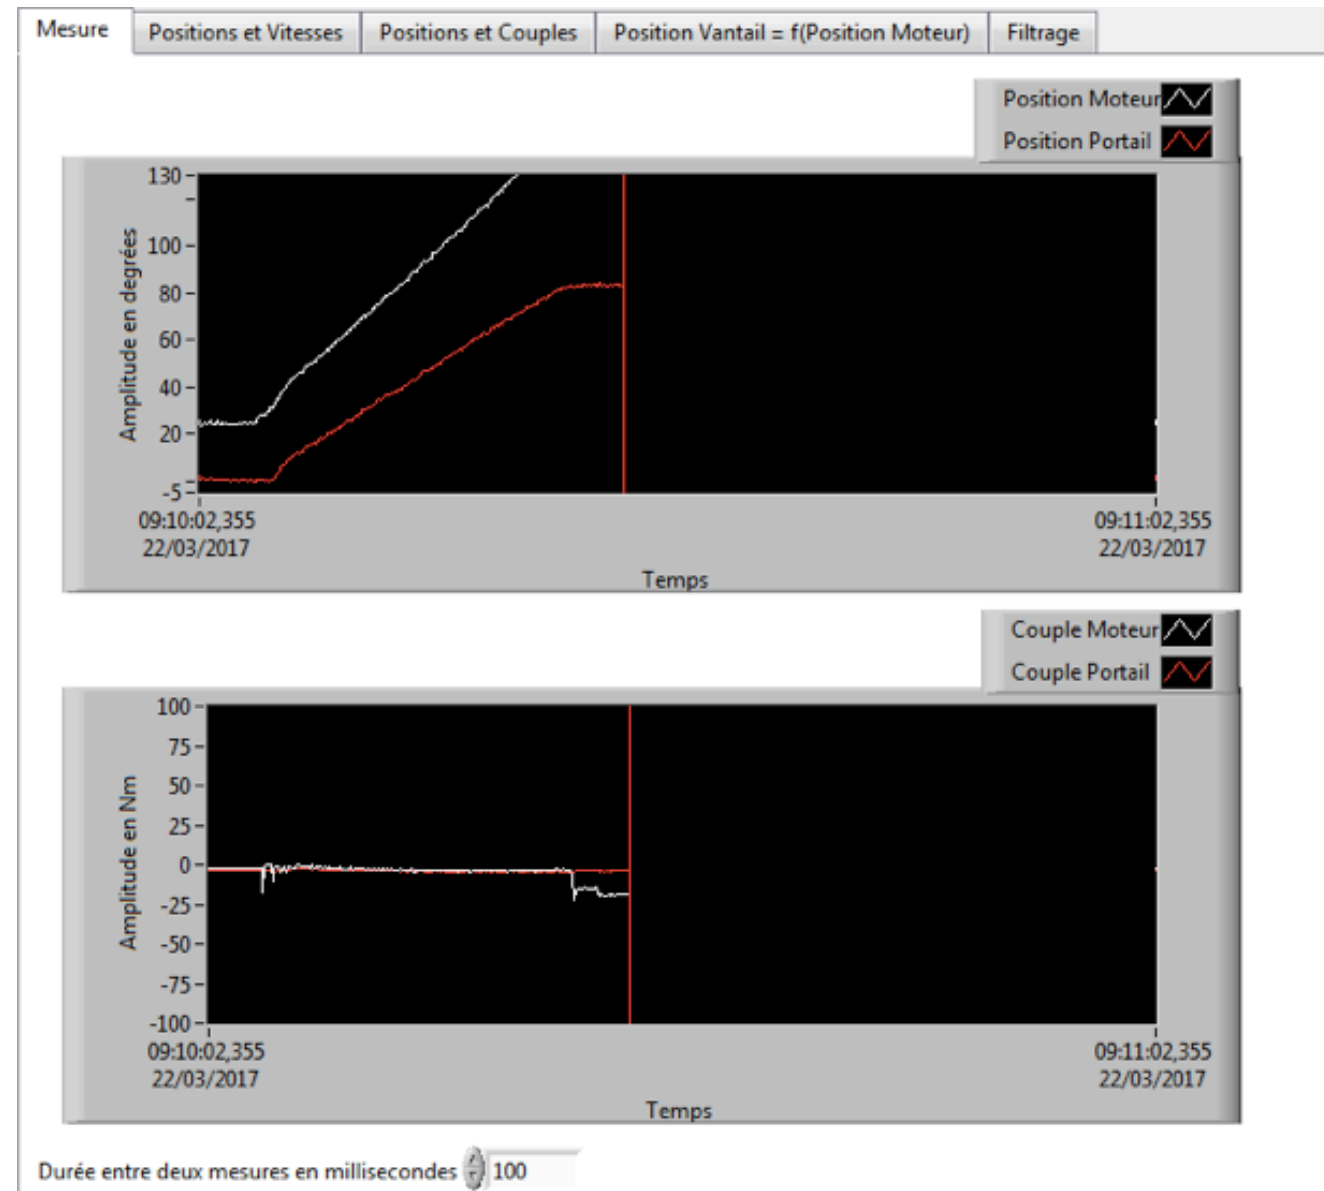 Mesure
Positions et Vitesses
Positions et Couples
Position Vantail = f(Position Moteur)
Filtrage
Position Moteur
Position Portail
130
100
80
60
40
20
-5
Amplitude en degrées
09:10:02,355
22/03/2017
09:11:02,355
22/03/2017
Temps
Couple Moteur
Couple Portail
100
75
50
25
0
-25
-50
-75
-100
Amplitude en Nm
09:10:02,355
22/03/2017
09:11:02,355
22/03/2017
Temps
Durée entre deux mesures en millisecondes 100